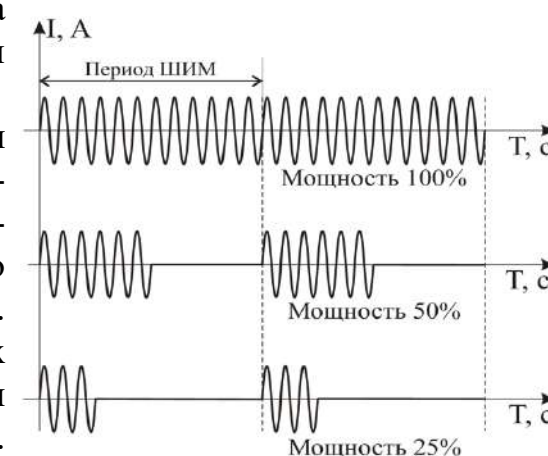 а
I, А
и
Период ШИМ
и
Т, с
-
Мощность 100%
-
о
Т, с
.
Мощность 50%
к
и
Т, с
.
Мощность 25%